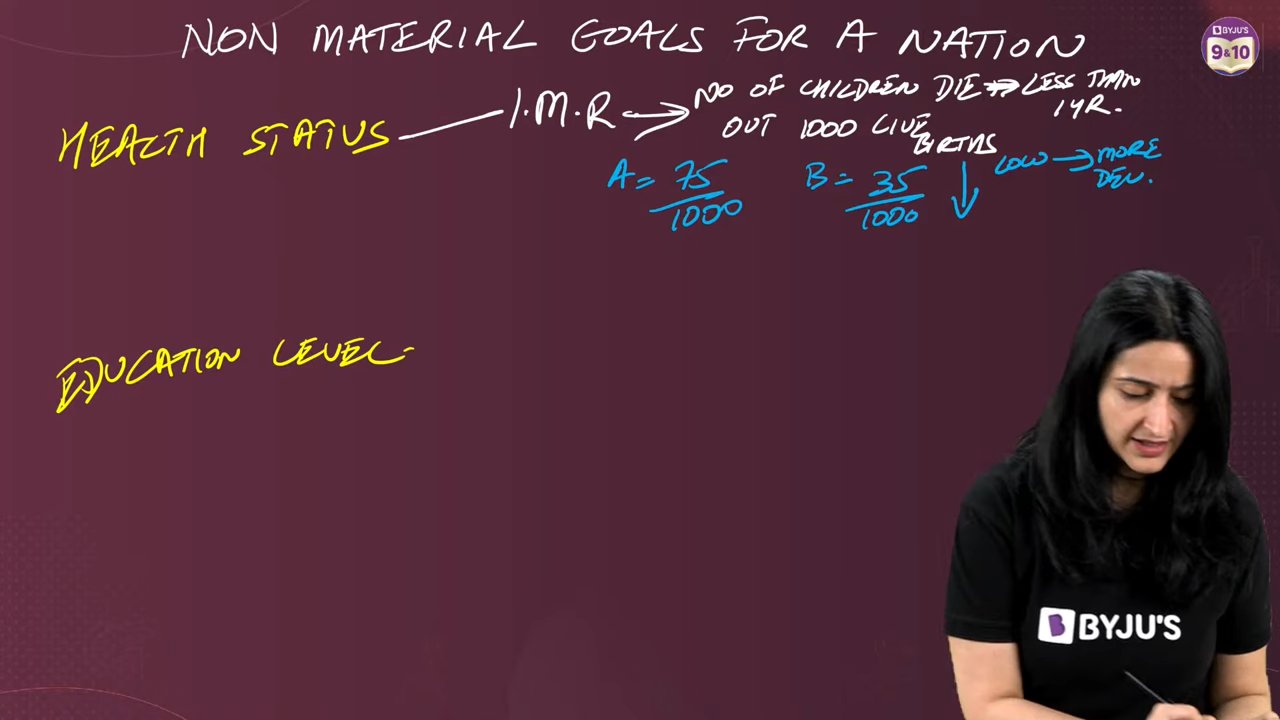 NON MATERIAL GOALS FOR A NATION
BYJU'S
9&10
HEALTH STATUS
I.M.R → NO OF CHILDREN DIE → LESS THAN
1 YR.
OUT 1000 LIVE
BIRTHS
A = 75/1000
B = 35/1000
↓ LOW → MORE
DEV.
EDUCATION LEVEL-
BYJU'S